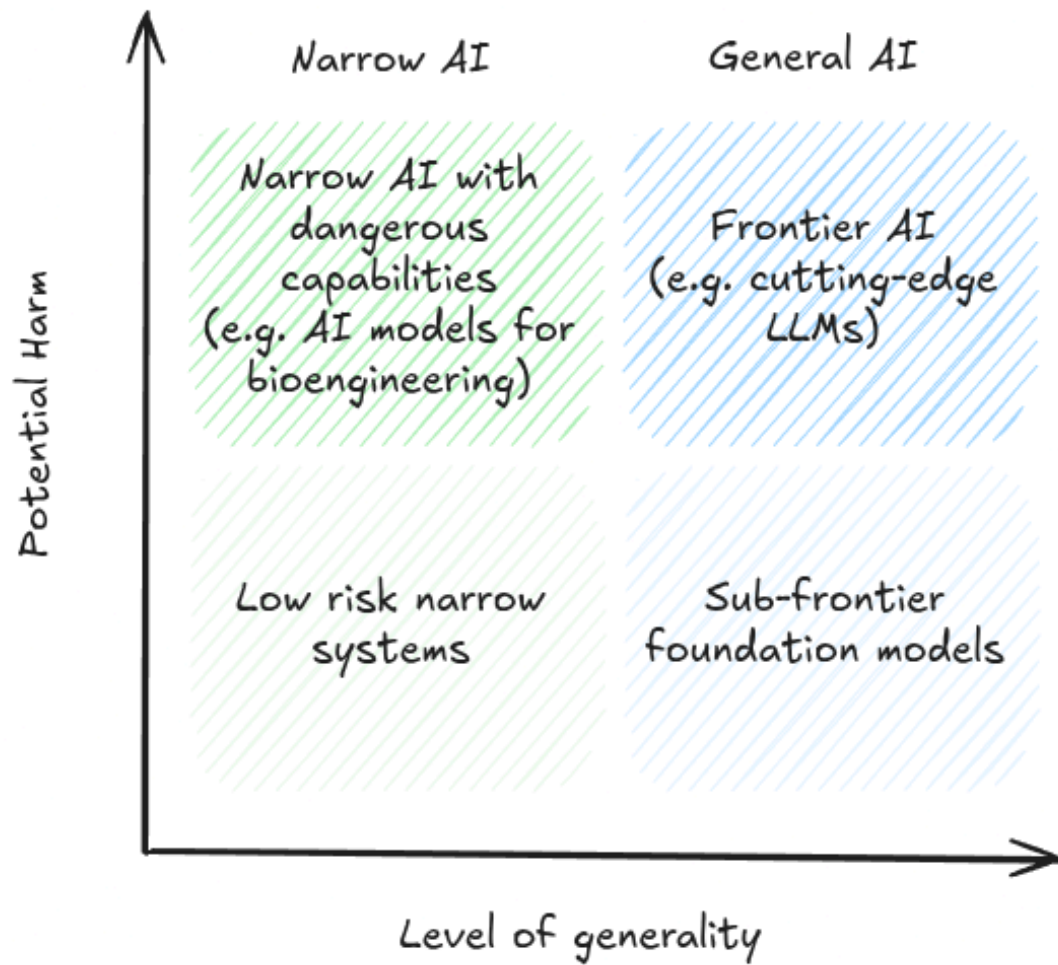 Narrow AI
General AI
Narrow AI with
dangerous
capabilities
(e.g. AI models for
bioengineering)
Frontier AI
(e.g. cutting-edge
LLMs)
Potential Harm
Low risk narrow
systems
Sub-frontier
foundation models
Level of generality